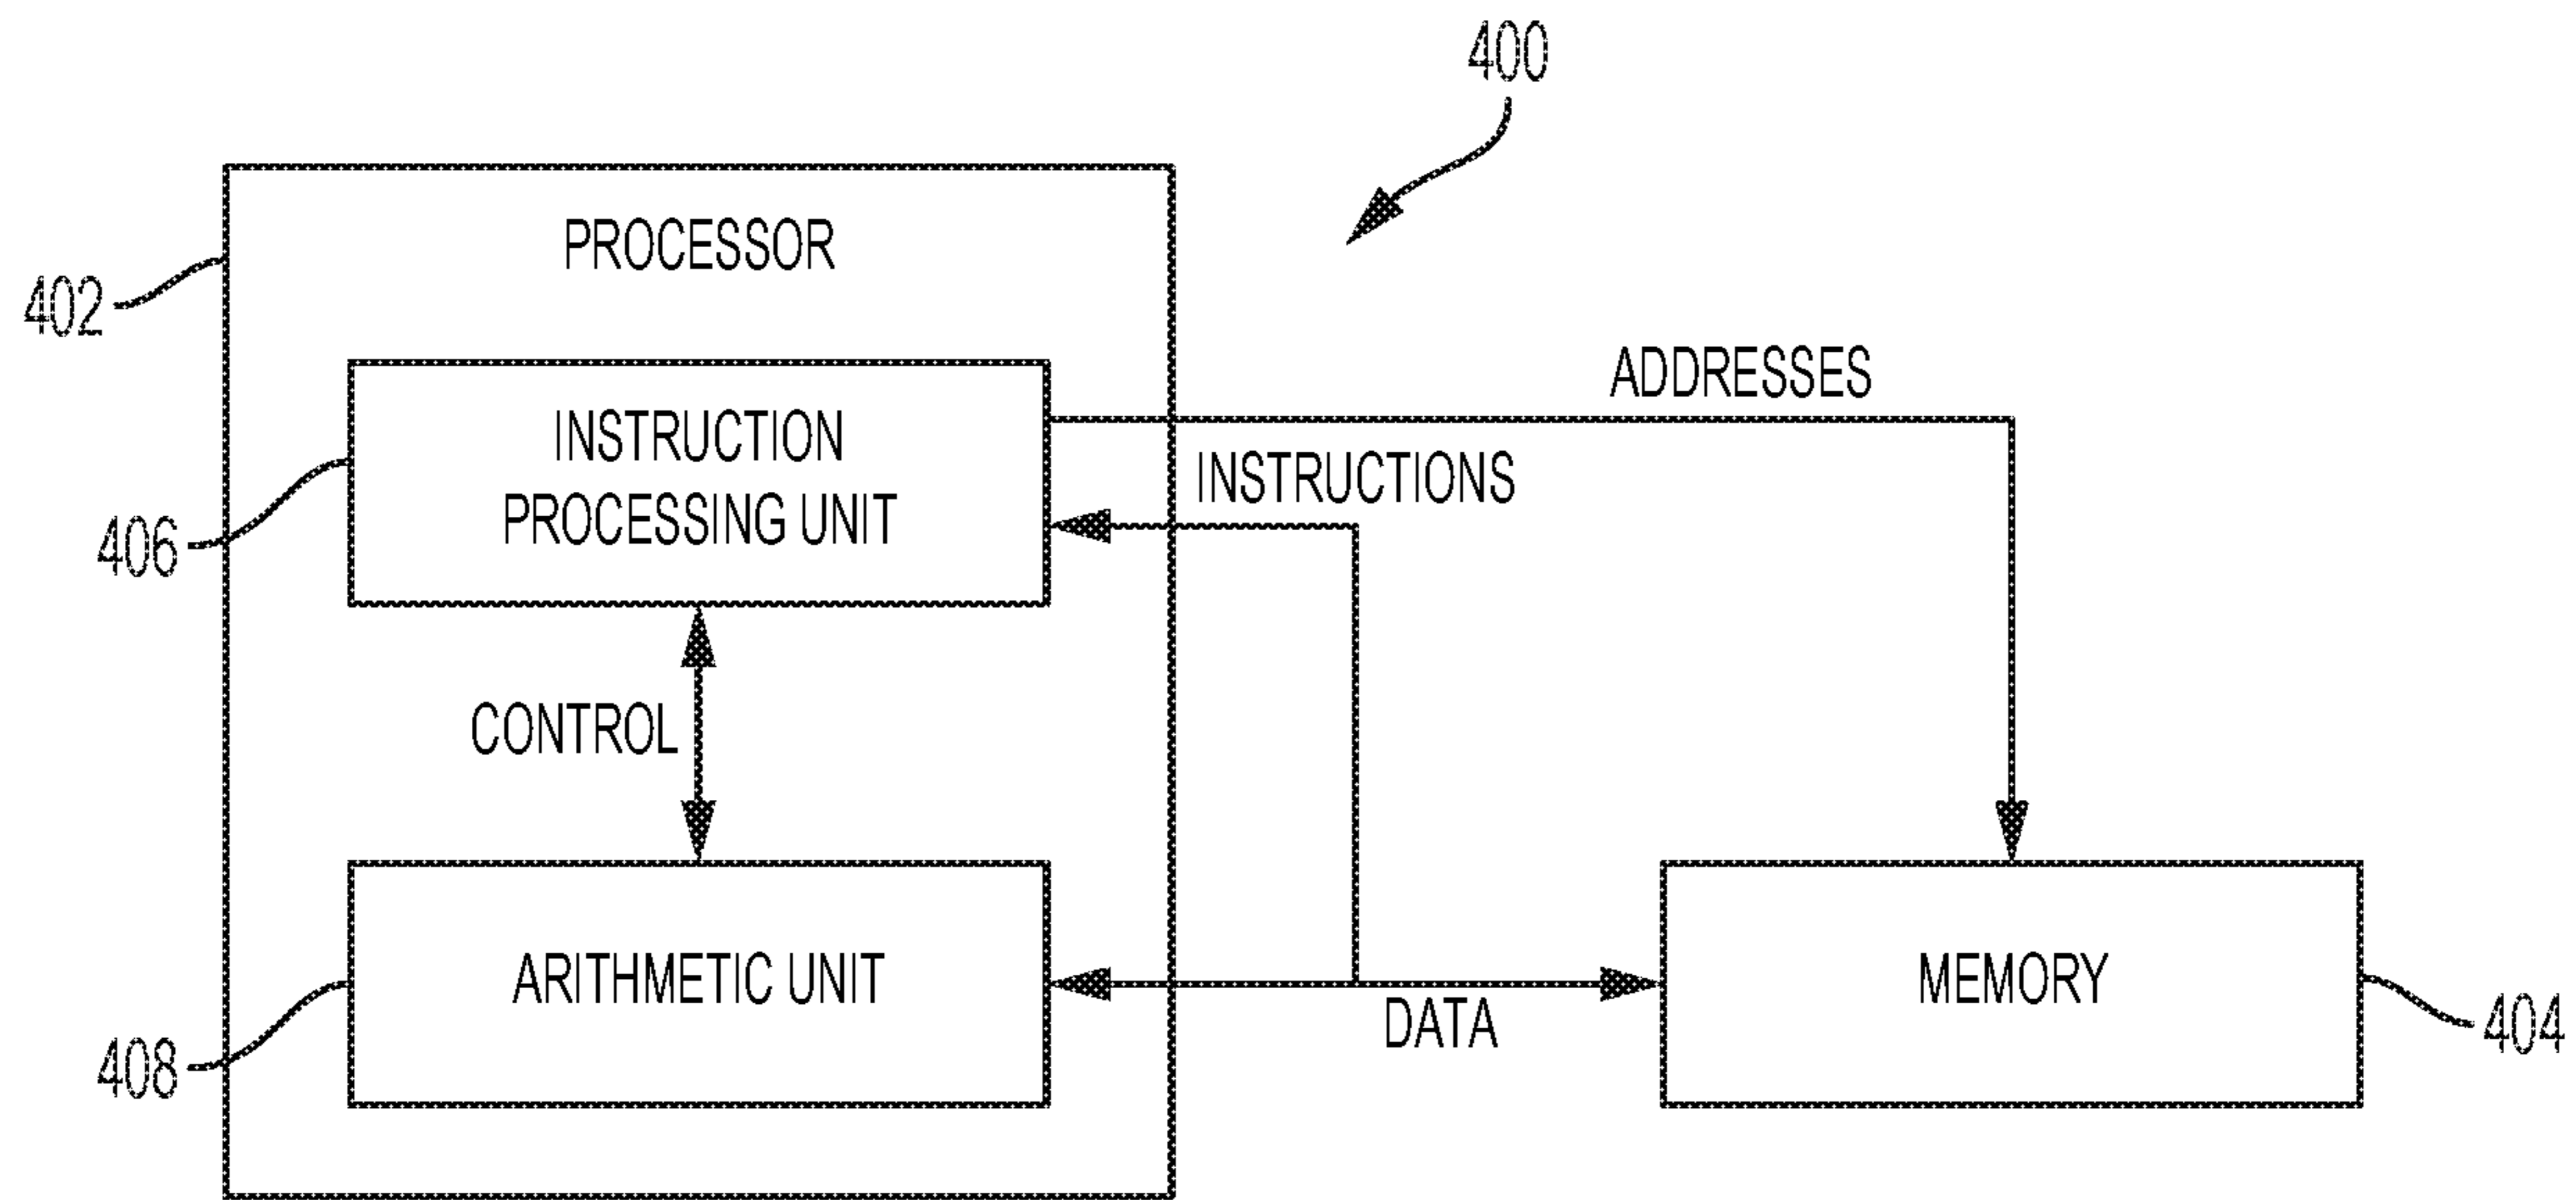 400
PROCESSOR
402
ADDRESSES
INSTRUCTION
PROCESSING UNIT
INSTRUCTIONS
406
CONTROL
ARITHMETIC UNIT
MEMORY
DATA
404
408